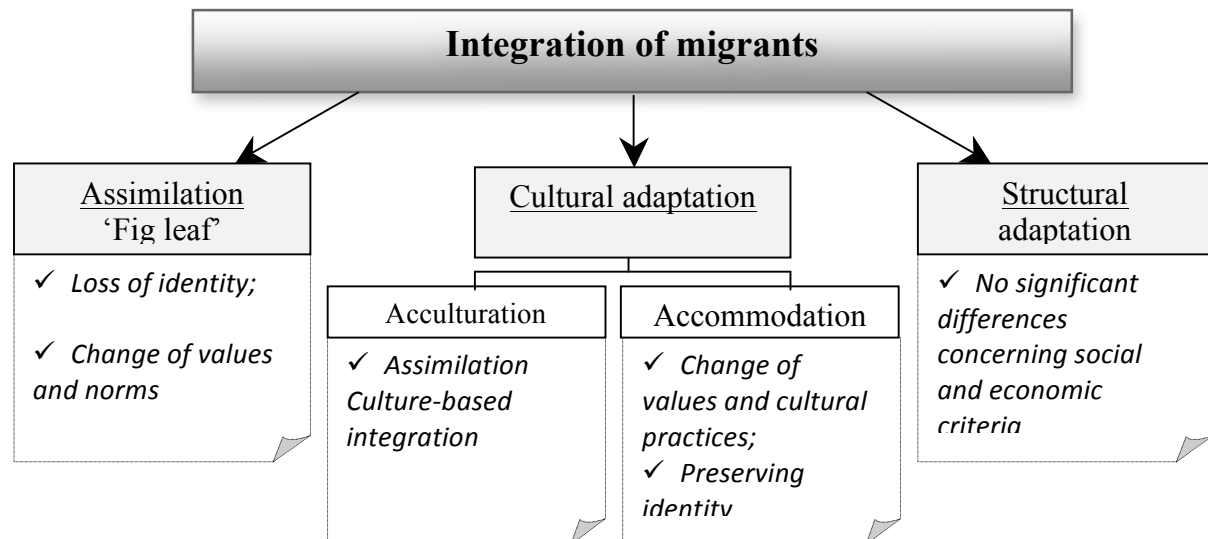 Integration of migrants
Assimilation
‘Fig leaf’
✓ Loss of identity;
✓ Change of values
and norms
Cultural adaptation
Acculturation
✓ Assimilation
Culture-based
integration
Accommodation
✓ Change of
values and cultural
practices;
✓ Preserving
identity
Structural
adaptation
✓ No significant
differences
concerning social
and economic
criteria